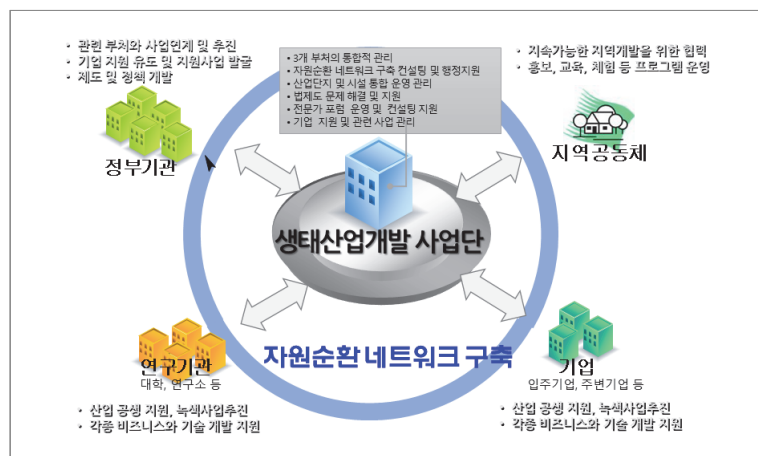 • 관련 부처와 사업연계 및 추진
• 기업 지원 유도 및 지원사업 발굴
• 제도 및 정책 개발
정부기관
• 3개 부처의 통합적 관리
• 자원순환 네트워크 구축 컨설팅 및 행정지원
• 산업단지 및 시설 통합 운영 관리
• 법제도 문제 해결 및 지원
• 전문가 포럼 운영 및 컨설팅 지원
• 기업 지원 및 관련 사업 관리
• 지속가능한 지역개발을 위한 협력
• 홍보, 교육, 체험 등 프로그램 운영
지역 공동체
생태산업개발 사업단
자원순환 네트워크 구축
연구기관
대학, 연구소 등
• 산업 공생 지원, 녹색사업추진
• 각종 비즈니스와 기술 개발 지원
기업
입주기업, 주변기업 등
• 산업 공생 지원, 녹색사업추진
• 각종 비즈니스와 기술 개발 지원